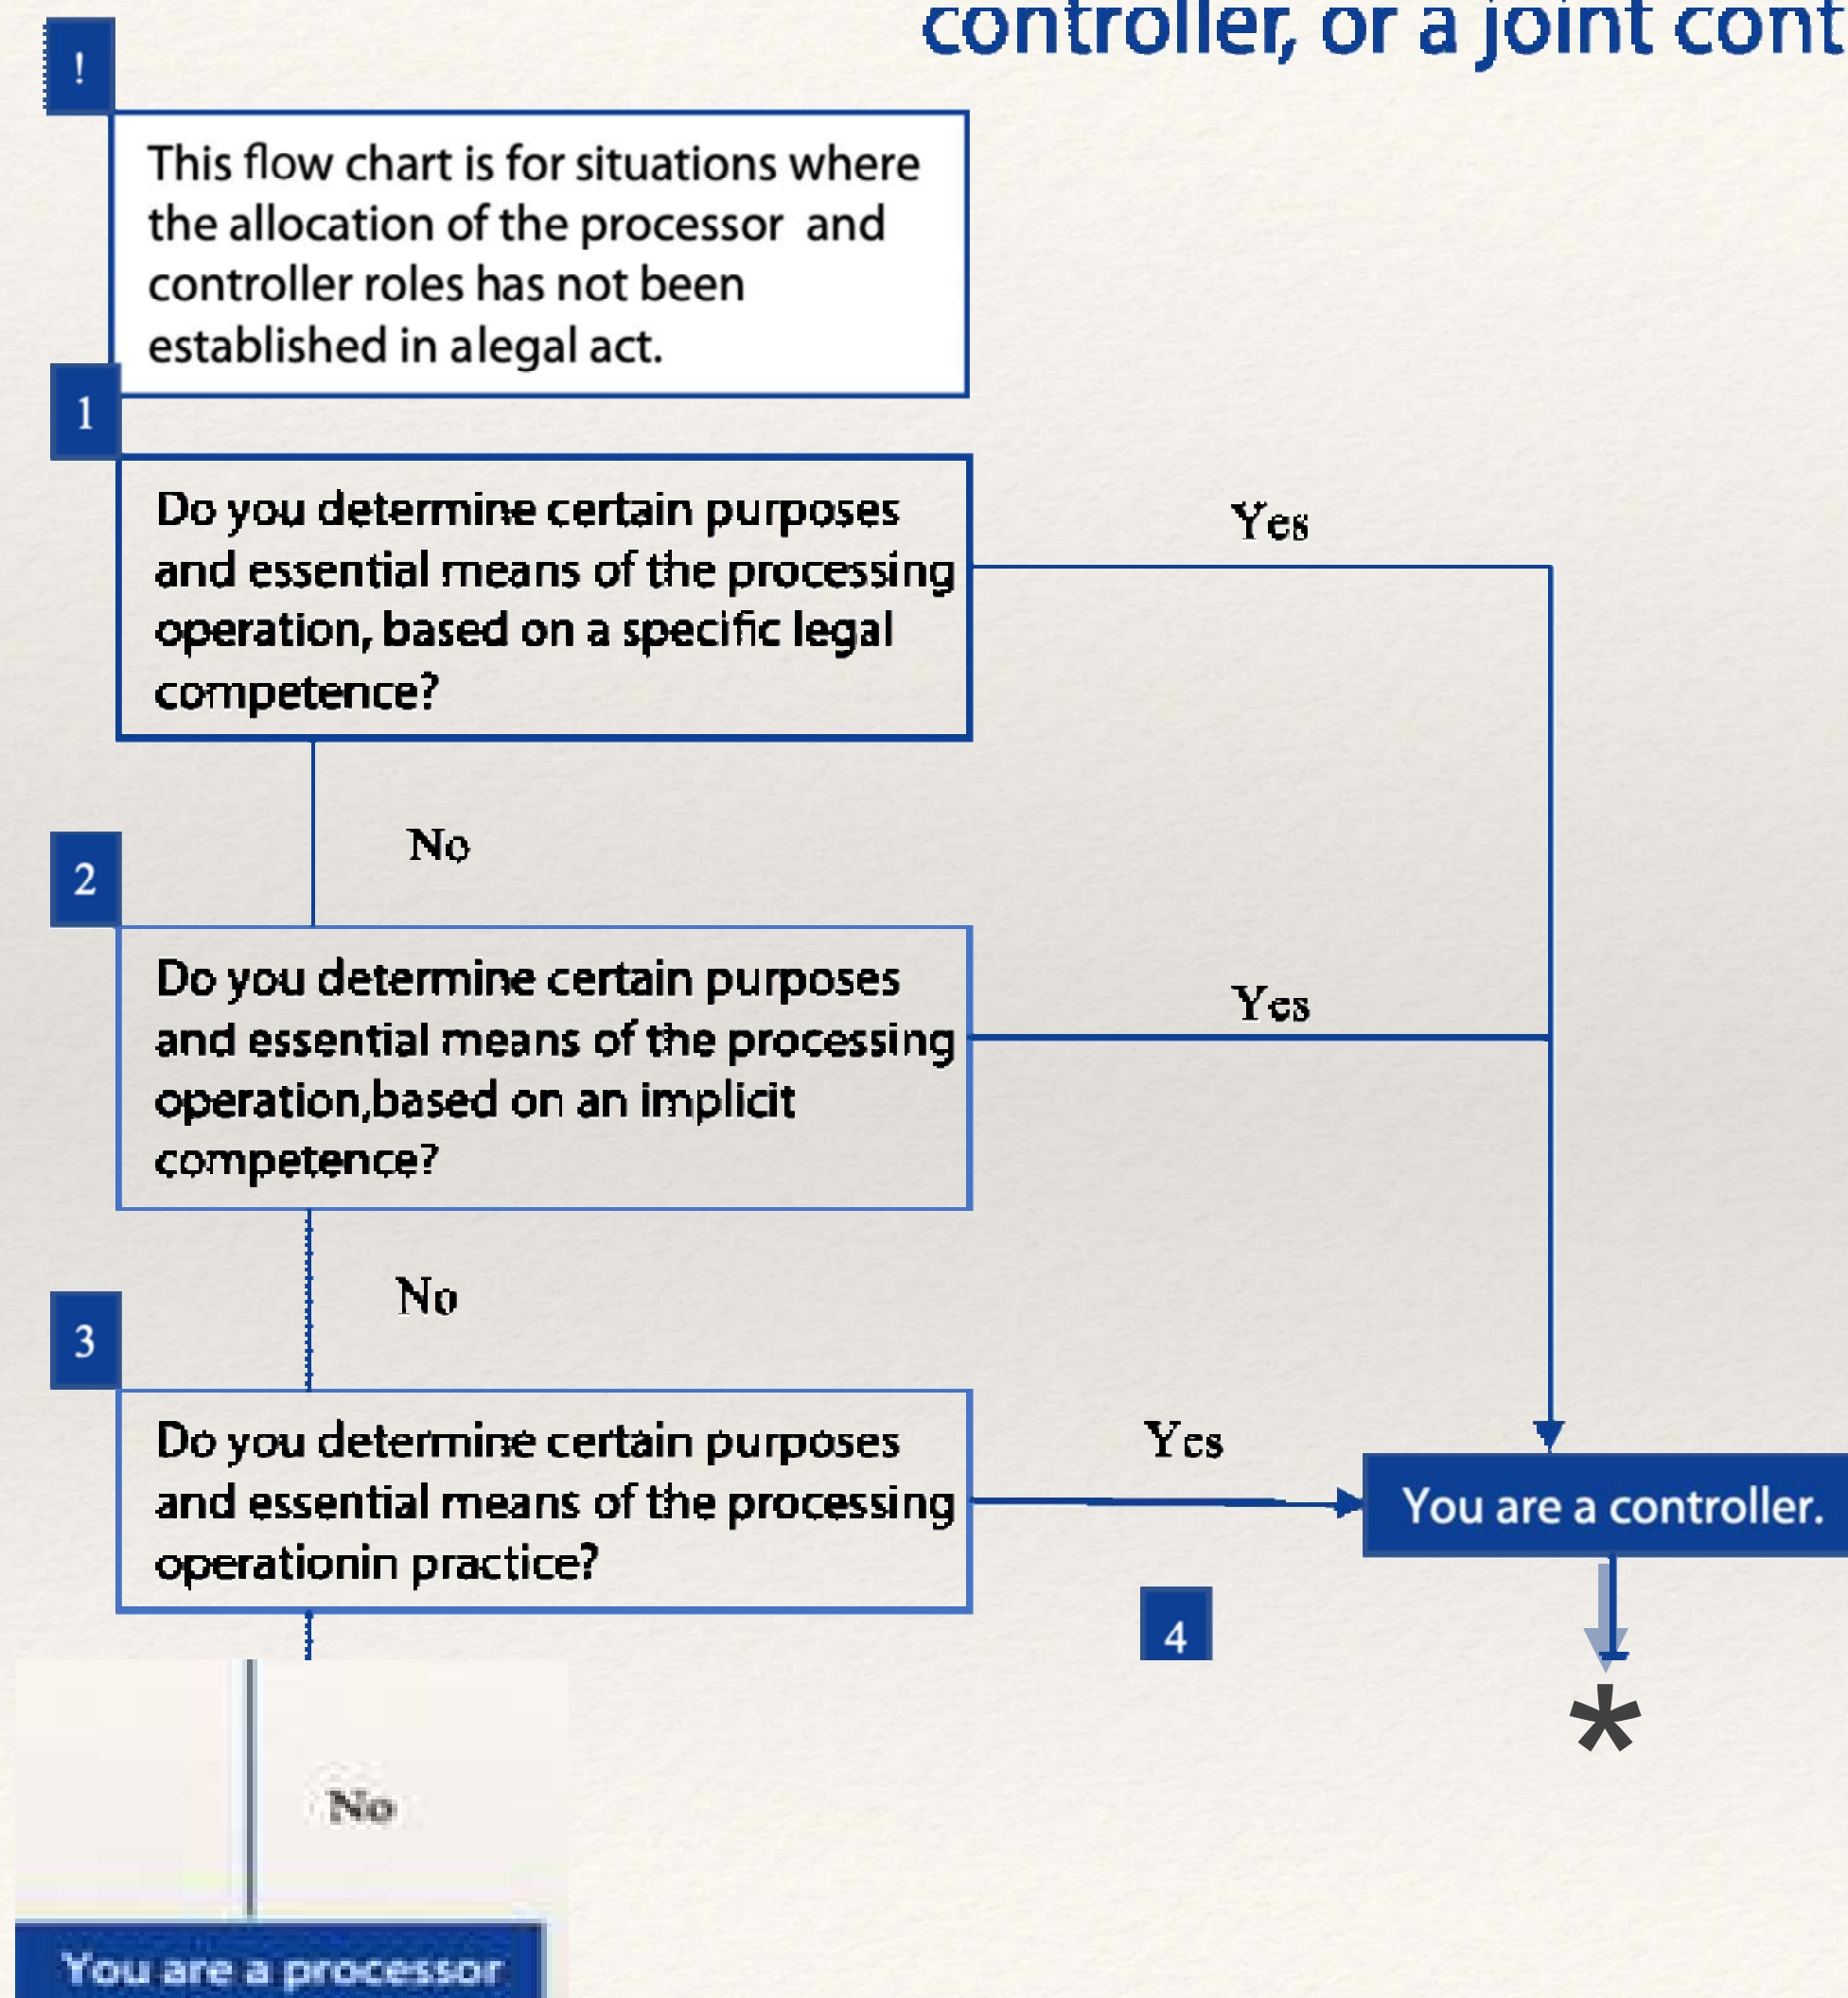 controller, or a joint cont
!
This flow chart is for situations where
the allocation of the processor and
controller roles has not been
established in alegal act.
1
Do you determine certain purposes
and essential means of the processing
operation, based on a specific legal
competence?
Yes
No
2
Do you determine certain purposes
and essential means of the processing
operation,based on an implicit
competence?
Yes
No
3
Do you determine certain purposes
and essential means of the processing
operationin practice?
Yes
You are a controller.
4
*
No
You are a processor